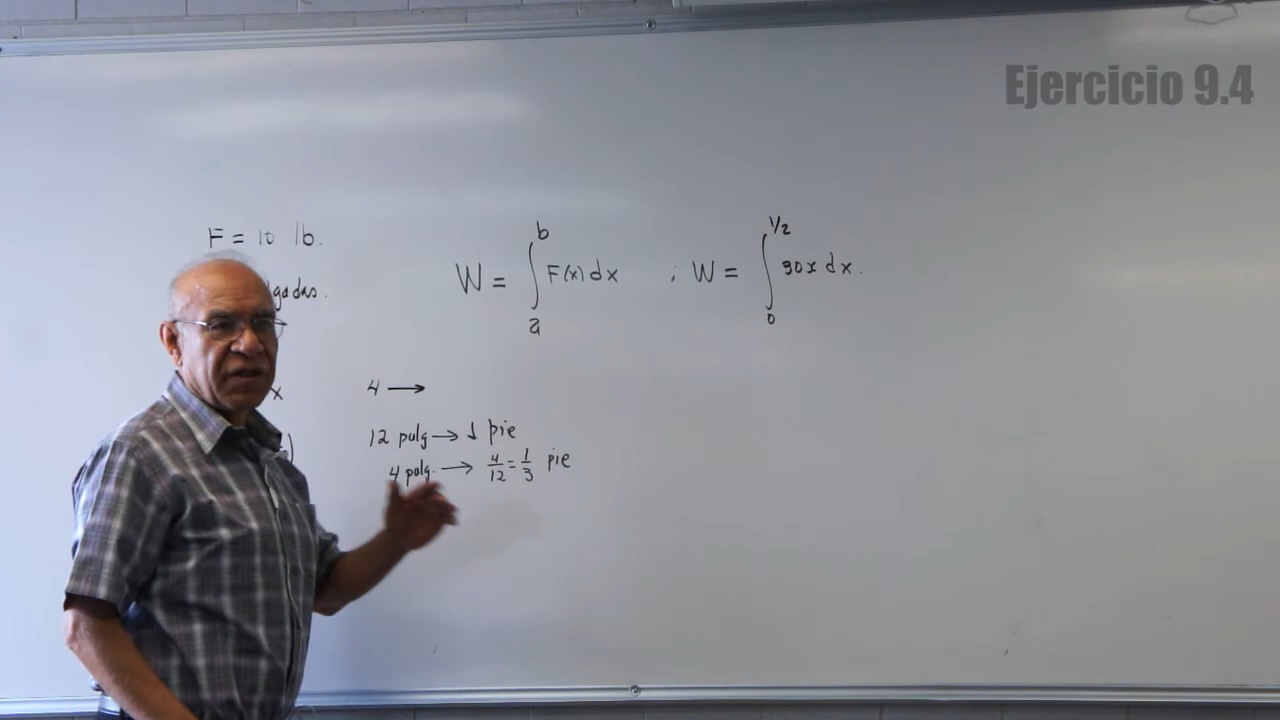 Ejercicio 9.4
F = 10 lb.
W = ∫ₐᵇ F(x) dx ; W = ∫₀^{1/2} 30x dx.
x
4 →
12 pulg → 1 pie
4 pulg. → 4/12 = 1/3 pie